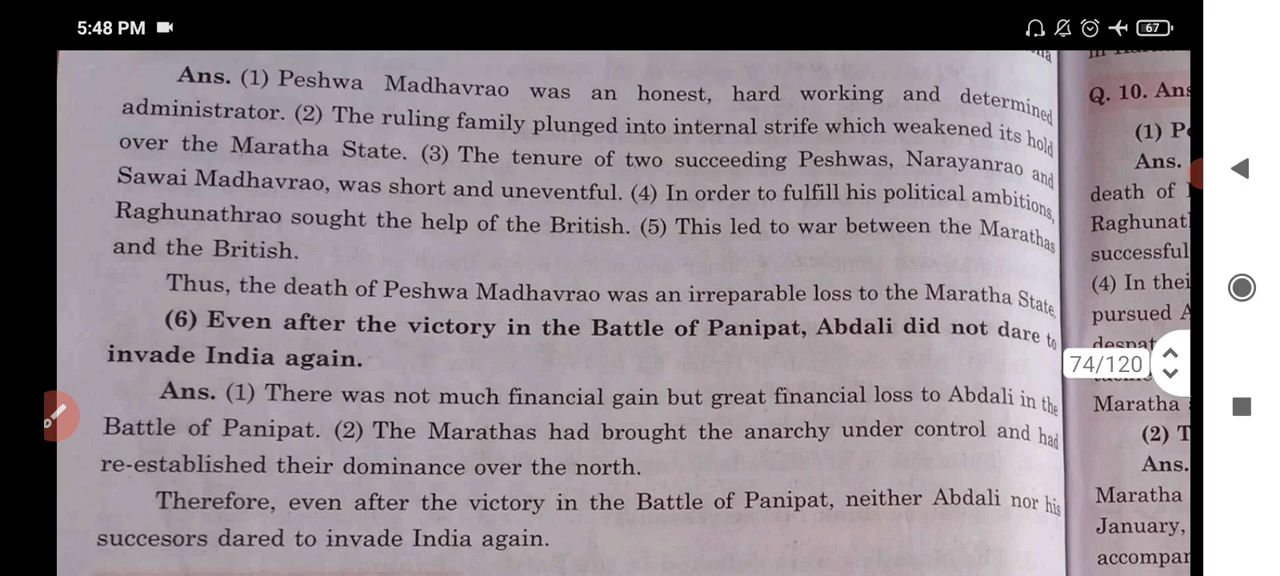 5:48 PM
67
Ans. (1) Peshwa Madhavrao was an honest, hard working and determined
administrator. (2) The ruling family plunged into internal strife which weakened its hold
over the Maratha State. (3) The tenure of two succeeding Peshwas, Narayanrao and
Sawai Madhavrao, was short and uneventful. (4) In order to fulfill his political ambitions,
Raghunathrao sought the help of the British. (5) This led to war between the Marathas
and the British.
Thus, the death of Peshwa Madhavrao was an irreparable loss to the Maratha State.
(6) Even after the victory in the Battle of Panipat, Abdali did not dare to
invade India again.
Ans. (1) There was not much financial gain but great financial loss to Abdali in the
Battle of Panipat. (2) The Marathas had brought the anarchy under control and had
re-established their dominance over the north.
Therefore, even after the victory in the Battle of Panipat, neither Abdali nor his
succesors dared to invade India again.
Q. 10. Ans
(1) P
Ans.
death of
Raghunat
successful
(4) In thei
pursued A
despat
74/120
Maratha
(2) T
Ans.
Maratha
January,
accompan